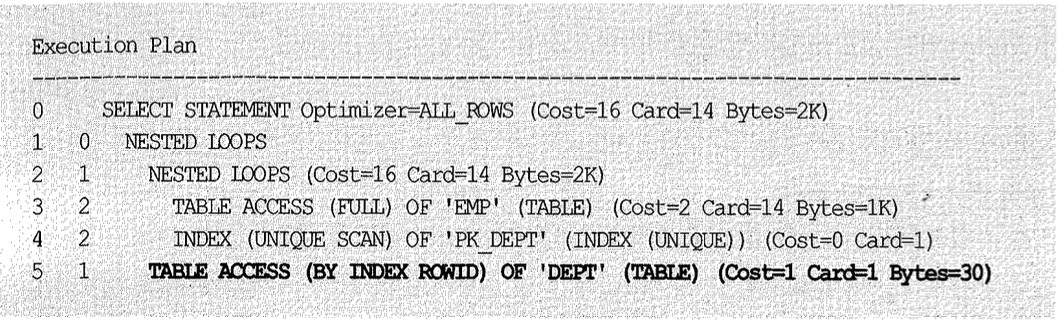 Execution Plan
--------------------------------------------------------------------------------
0 SELECT STATEMENT Optimizer=ALL_ROWS (Cost=16 Card=14 Bytes=2K)
1 0 NESTED LOOPS
2 1 NESTED LOOPS (Cost=16 Card=14 Bytes=2K)
3 2 TABLE ACCESS (FULL) OF 'EMP' (TABLE) (Cost=2 Card=14 Bytes=1K)
4 2 INDEX (UNIQUE SCAN) OF 'PK_DEPT' (INDEX (UNIQUE)) (Cost=0 Card=1)
5 1 TABLE ACCESS (BY INDEX ROWID) OF 'DEPT' (TABLE) (Cost=1 Card=1 Bytes=30)